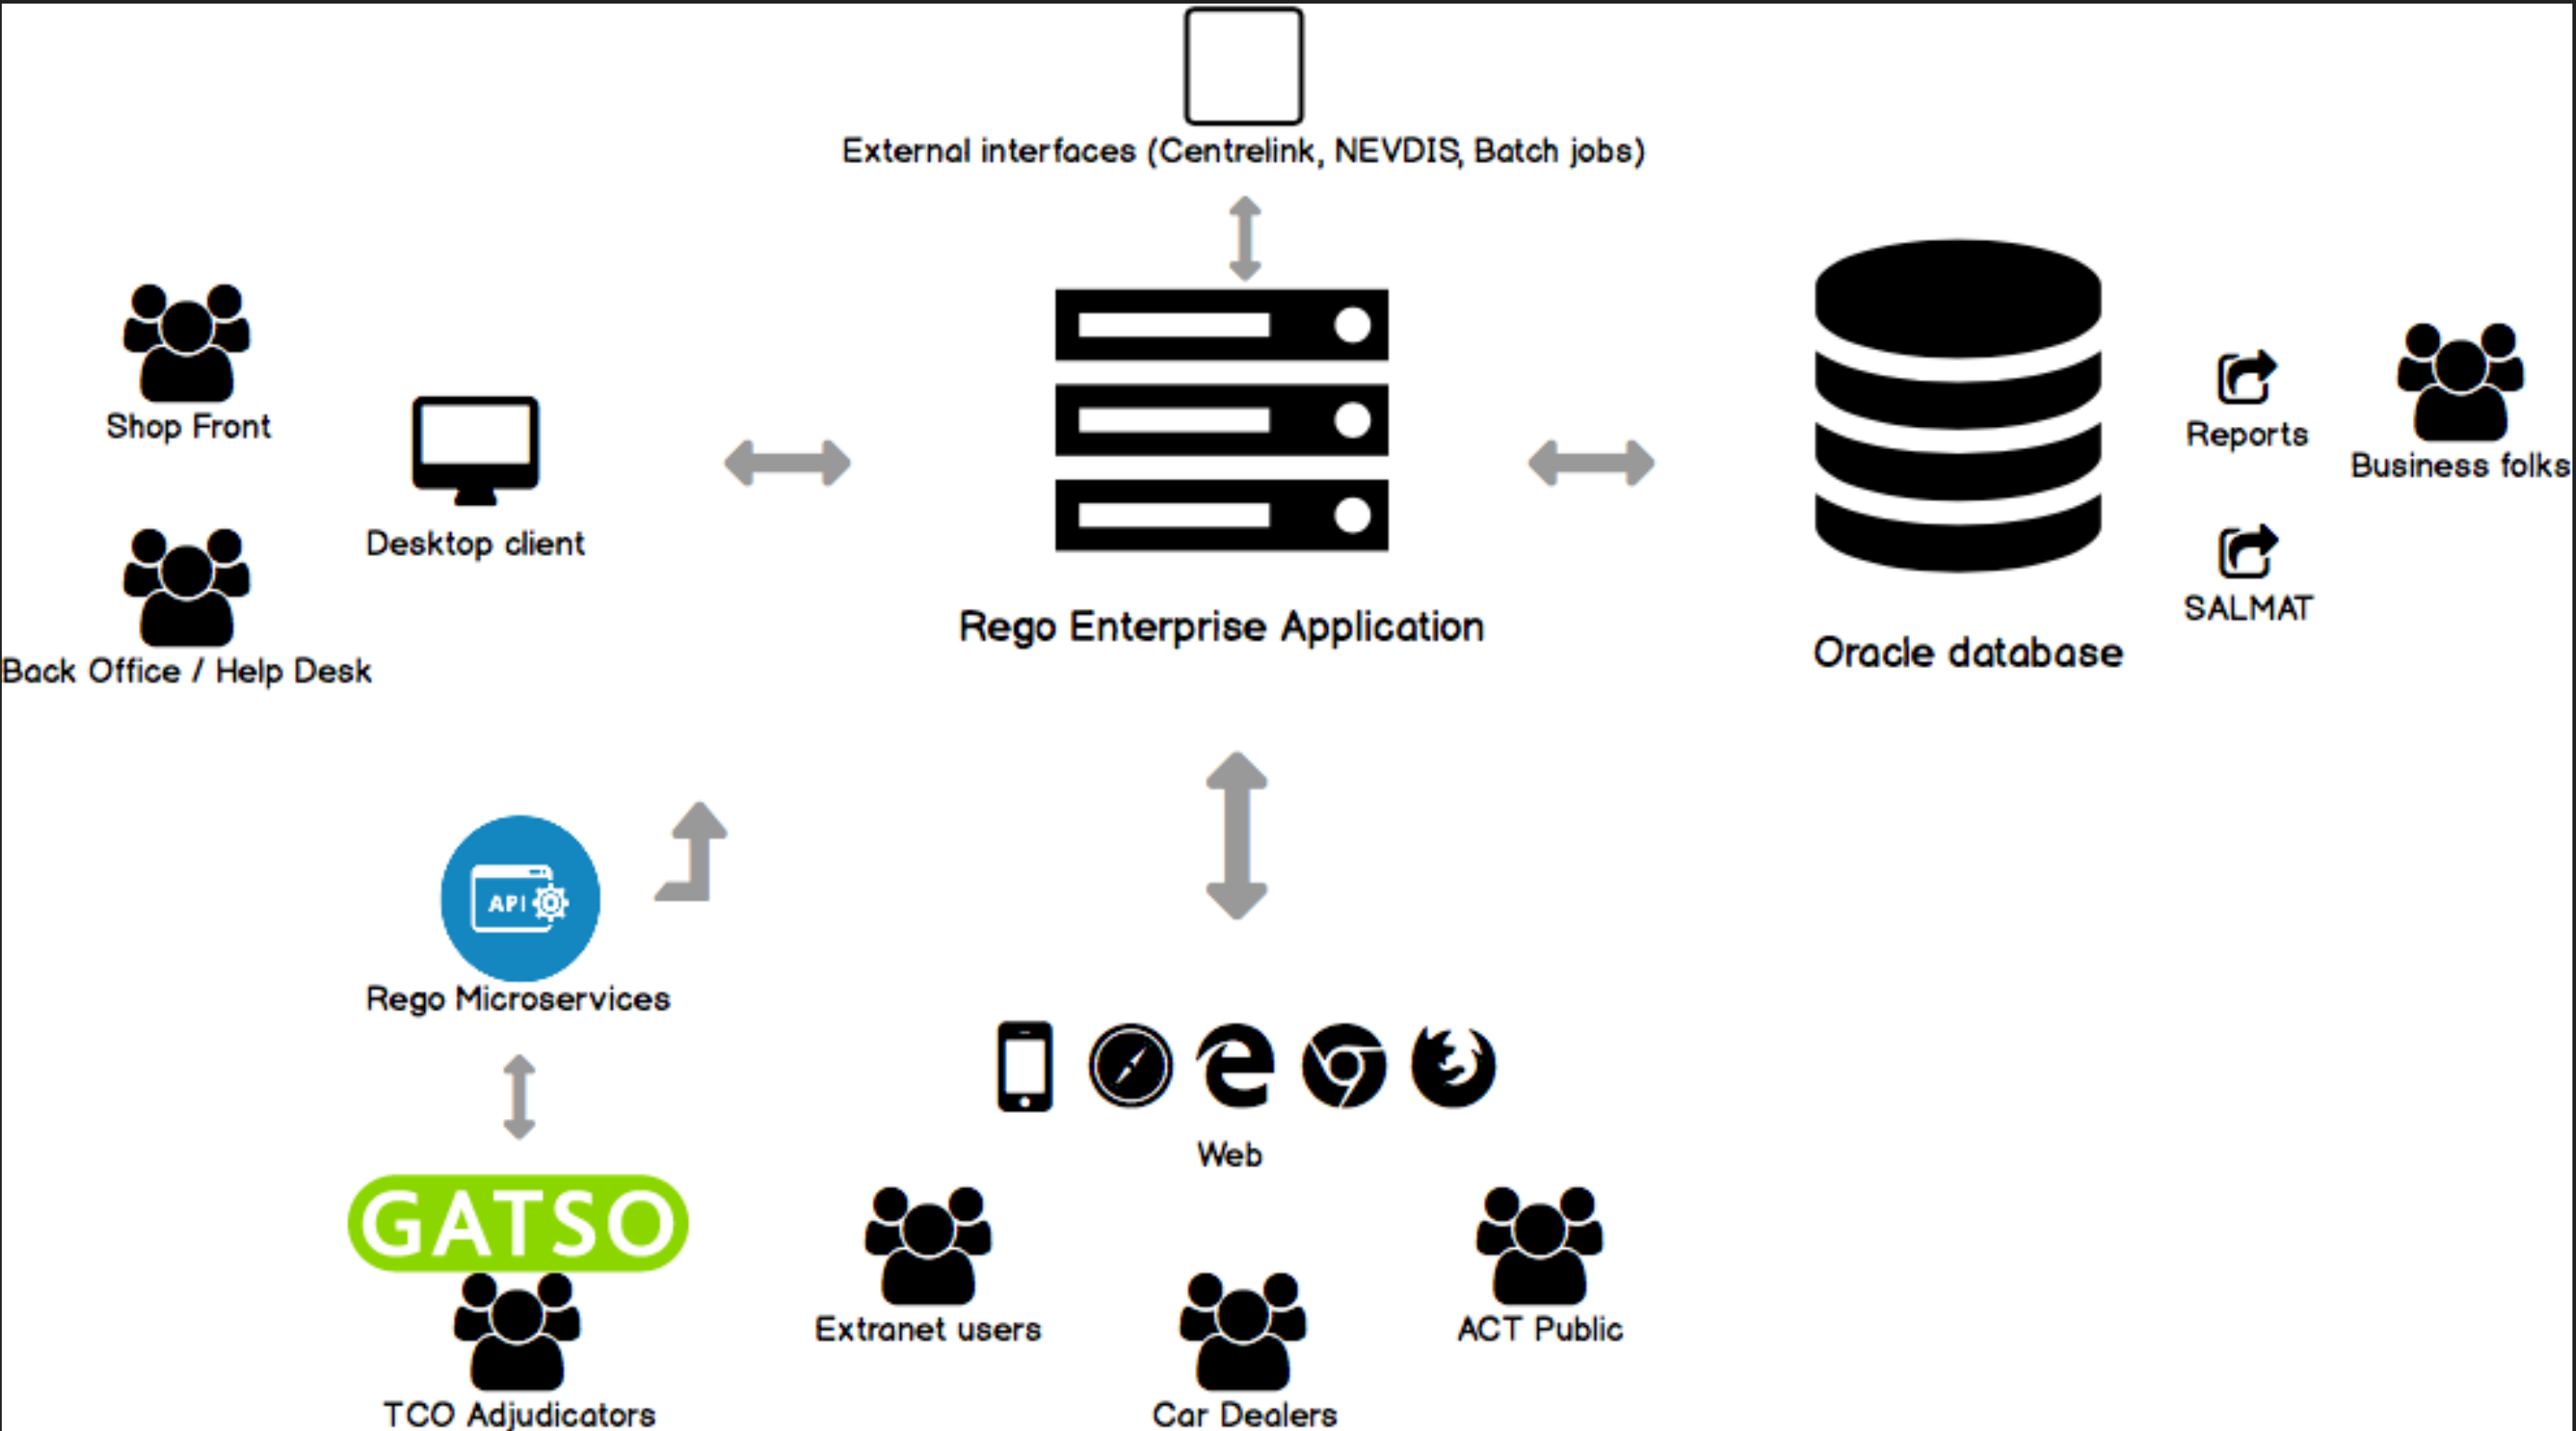 External interfaces (Centrelink, NEVDIS, Batch jobs)
Shop Front
Desktop client
Back Office / Help Desk
Rego Enterprise Application
Oracle database
Reports
Business folks
SALMAT
API
Rego Microservices
GATSO
TCO Adjudicators
Web
Extranet users
Car Dealers
ACT Public